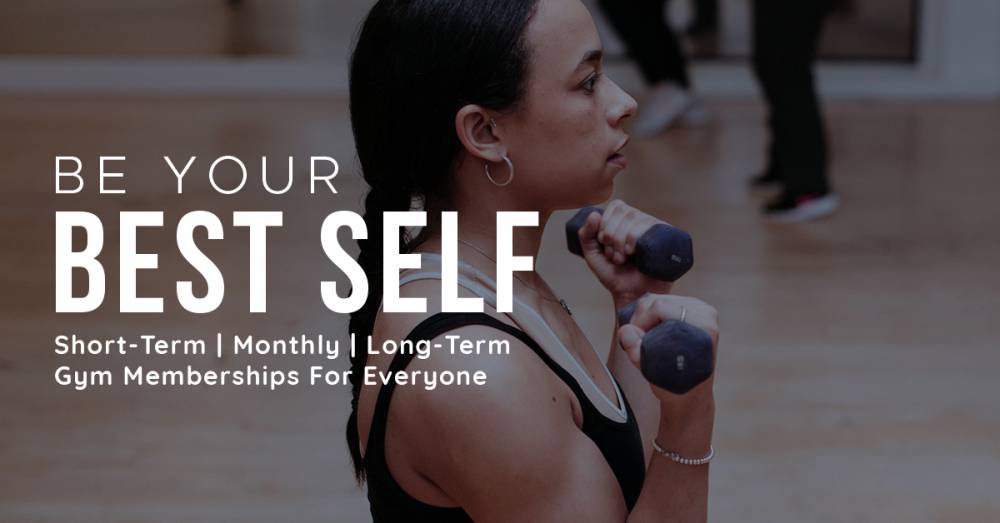 BE YOUR
BEST SELF
Short-Term | Monthly | Long-Term
Gym Memberships For Everyone